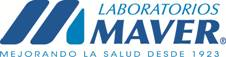 LABORATORIOS
MAVER®
MEJORANDO LA SALUD DESDE 1923